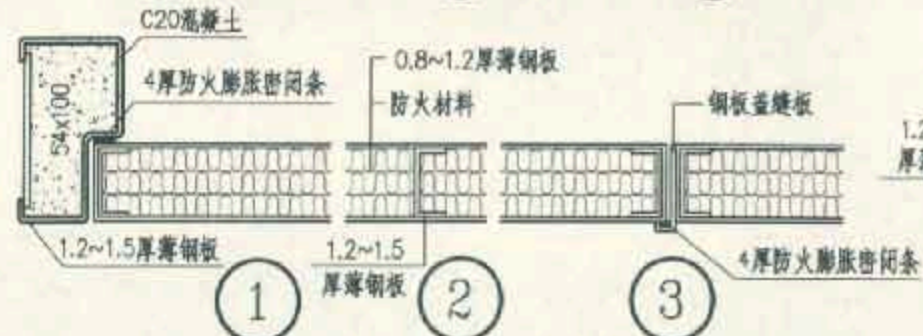 C20混凝土
4厚防火膨胀密闭条
54x100
1.2~1.5厚薄钢板
0.8~1.2厚薄钢板
防火材料
1.2~1.5
厚薄钢板
钢板盖缝板
4厚防火膨胀密闭条
1
2
3